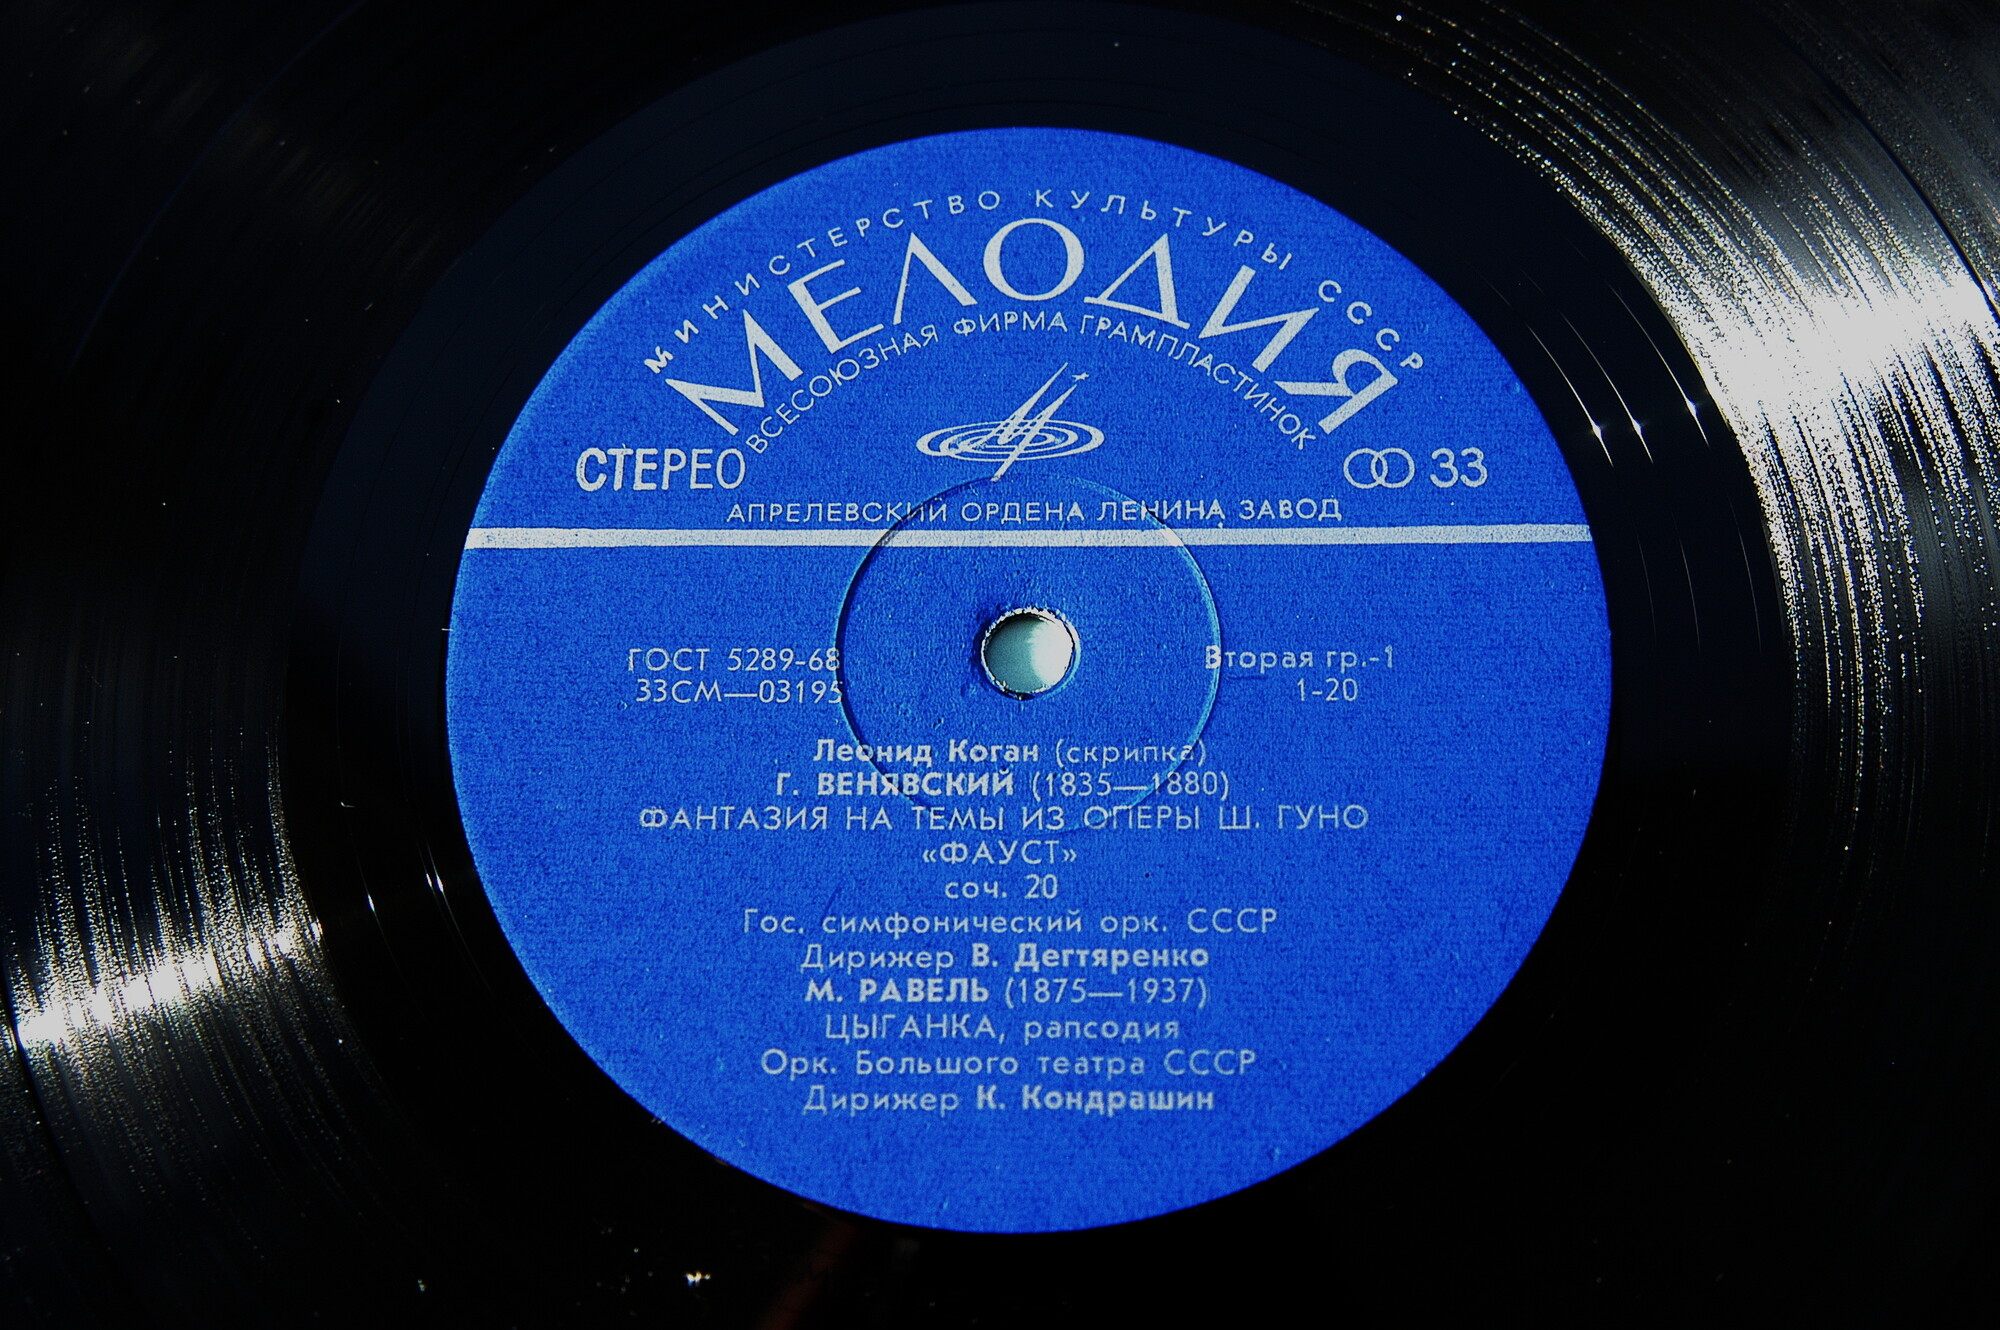 МИНИСТЕРСТВО КУЛЬТУРЫ СССР
МЕЛОДИЯ
ВСЕСОЮЗНАЯ ФИРМА ГРАМПЛАСТИНОК
СТЕРЕО
33
АПРЕЛЕВСКИЙ ОРДЕНА ЛЕНИНА ЗАВОД
ГОСТ 5289-68
Вторая гр.-1
33СМ—03195
1-20
Леонид Коган (скрипка)
Г. ВЕНЯВСКИЙ (1835—1880)
ФАНТАЗИЯ НА ТЕМЫ ИЗ ОПЕРЫ Ш. ГУНО
«ФАУСТ»
соч. 20
Гос. симфонический орк. СССР
Дирижер В. Дегтяренко
М. РАВЕЛЬ (1875—1937)
ЦЫГАНКА, рапсодия
Орк. Большого театра СССР
Дирижер К. Кондрашин